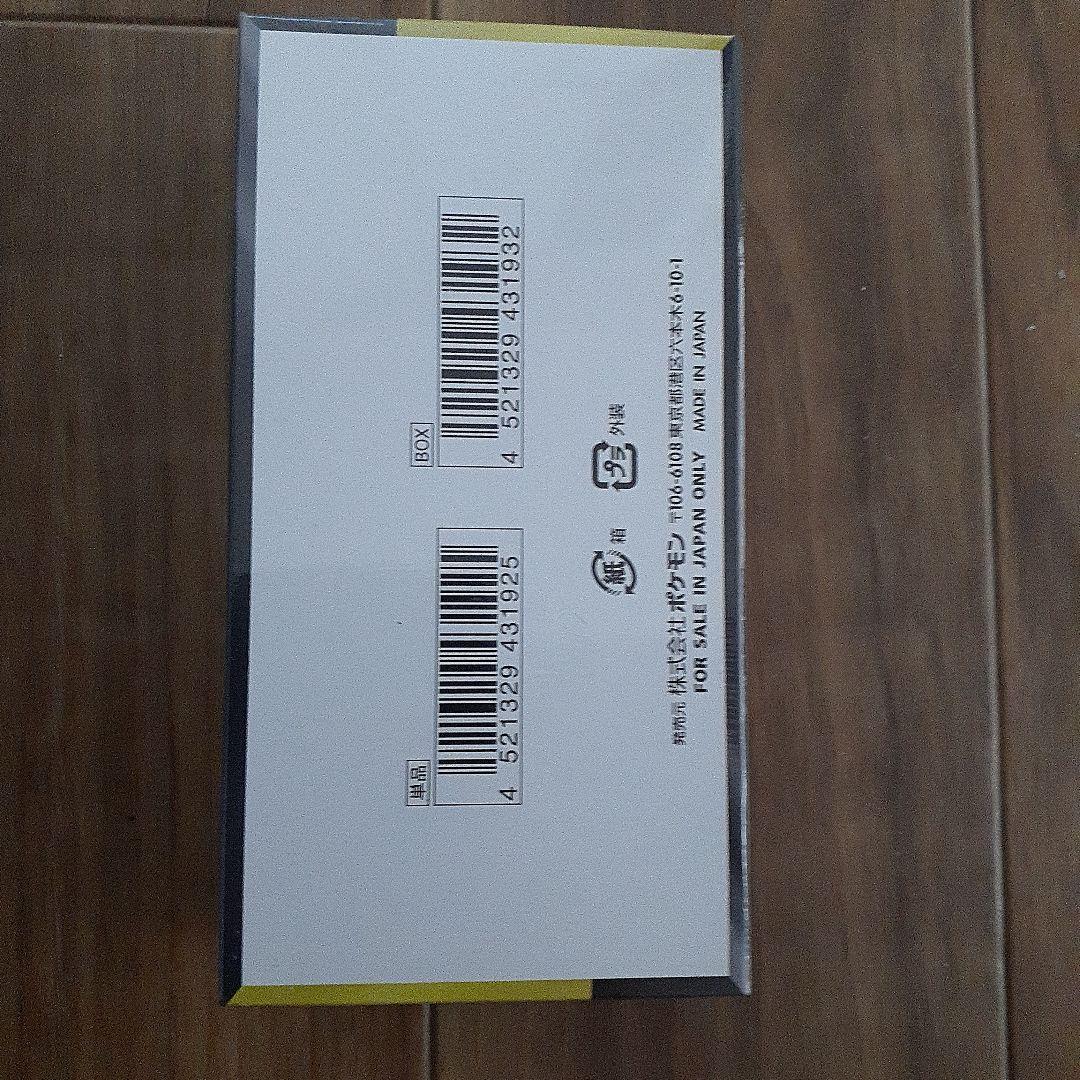 単品
4 521329 431925
BOX
4 521329 431932
紙 箱
プラ 外装
発売元 株式会社 ポケモン 〒106-6108 東京都港区六本木6-10-1
FOR SALE IN JAPAN ONLY MADE IN JAPAN